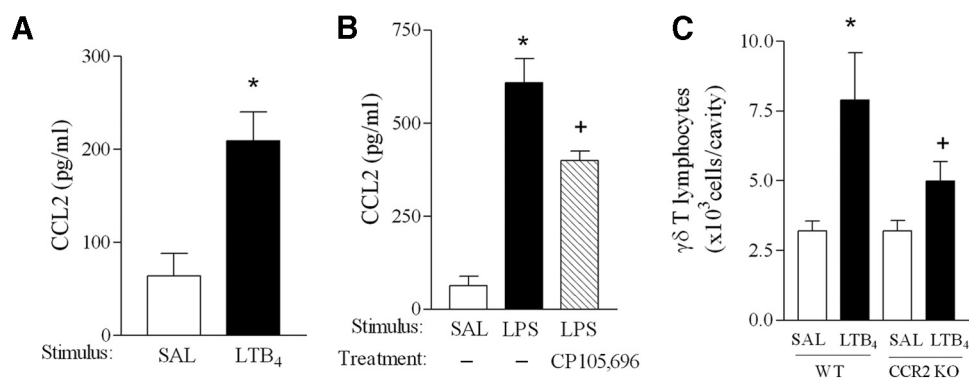 A
300
200
100
0
CCL2 (pg/ml)
*
Stimulus: SAL LTB₄
B
750
500
250
0
CCL2 (pg/ml)
*
+
Stimulus: SAL LPS LPS
Treatment: – – CP105,696
C
10.0
7.5
5.0
2.5
0.0
γδ T lymphocytes
(x10³cells/cavity)
*
+
SAL LTB₄ SAL LTB₄
WT CCR2 KO